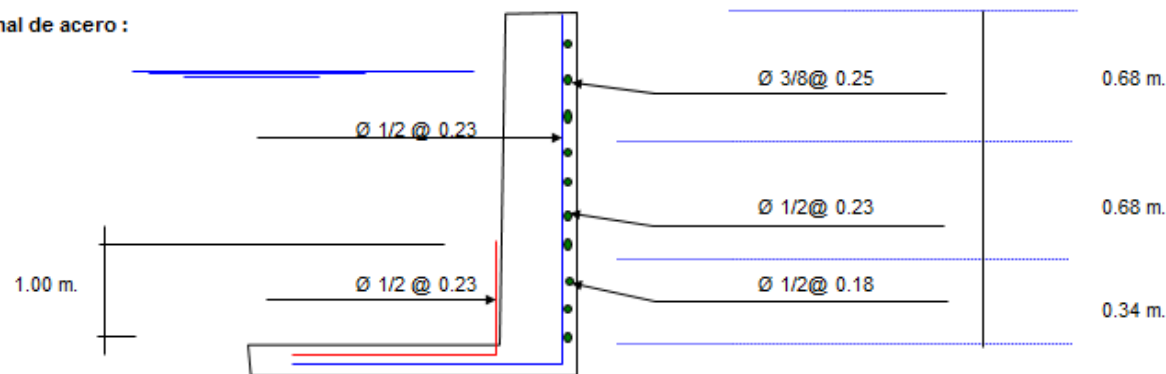 nal de acero :
Ø 3/8@ 0.25
0.68 m.
Ø 1/2 @ 0.23
Ø 1/2@ 0.23
0.68 m.
1.00 m.
Ø 1/2 @ 0.23
Ø 1/2@ 0.18
0.34 m.